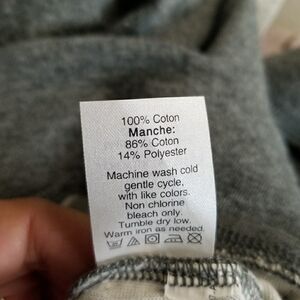 100% Coton
Manche:
86% Coton
14% Polyester
Machine wash cold
gentle cycle,
with like colors.
Non chlorine
bleach only.
Tumble dry low.
Warm iron as needed.